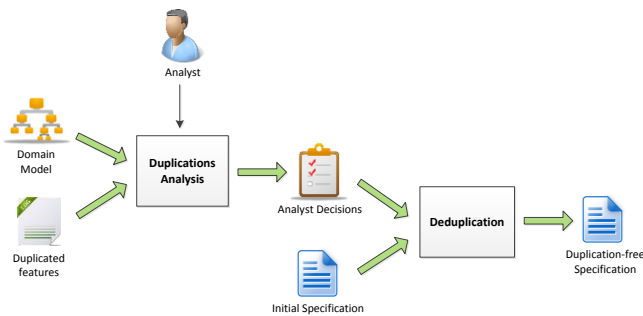 Analyst
Domain
Model
Duplications
Analysis
Duplicated
features
Analyst Decisions
Initial Specification
Deduplication
Duplication-free
Specification